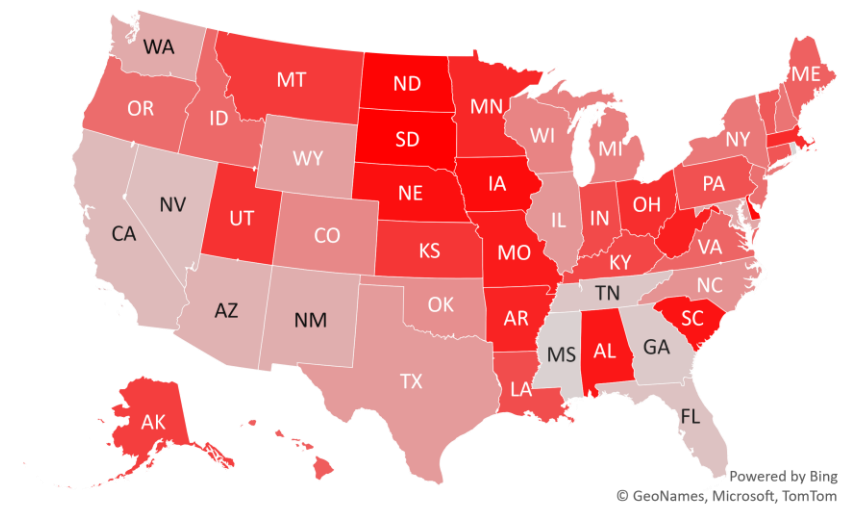 WA
MT
ND
MN
ME
OR
ID
SD
WI
MI
NY
WY
NE
IA
PA
NV
UT
CO
IL
IN
OH
CA
KS
MO
KY
VA
AZ
NM
OK
AR
TN
NC
SC
TX
LA
MS
AL
GA
AK
FL
Powered by Bing
© GeoNames, Microsoft, TomTom